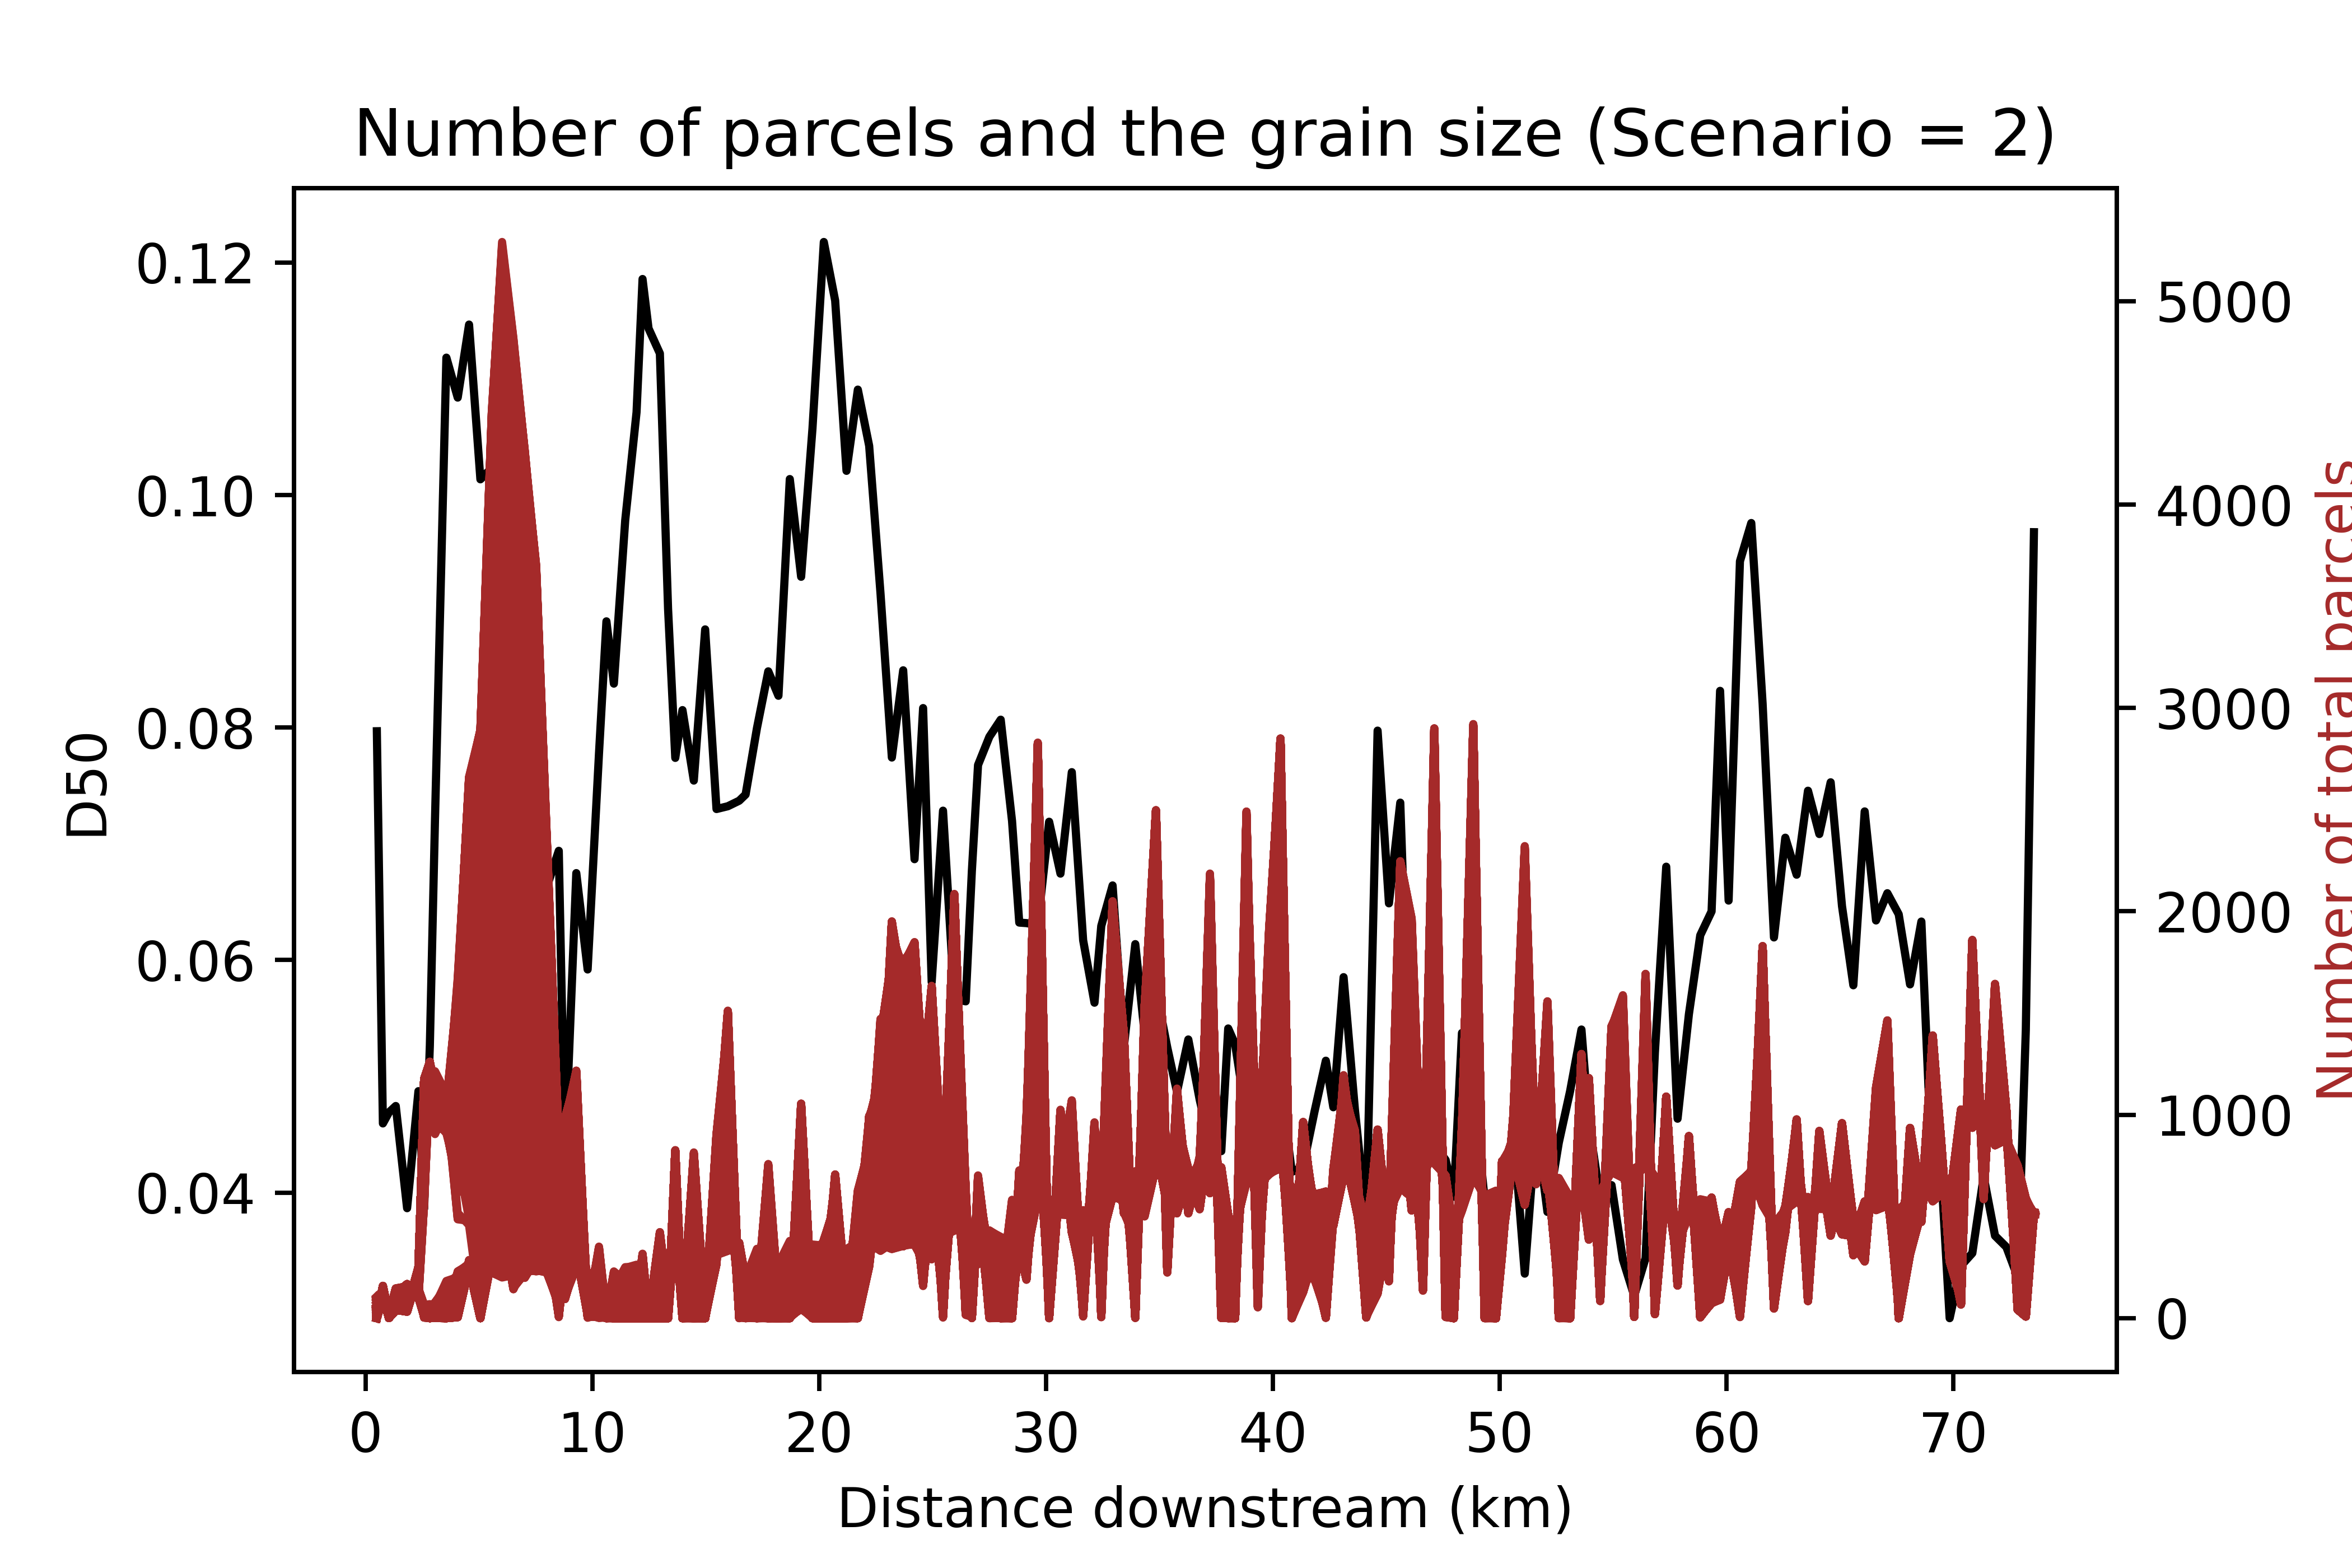 Number of parcels and the grain size (Scenario = 2)
0.12
0.10
0.08
0.06
0.04
D50
5000
4000
3000
2000
1000
0
Number of total parcels
0 10 20 30 40 50 60 70
Distance downstream (km)